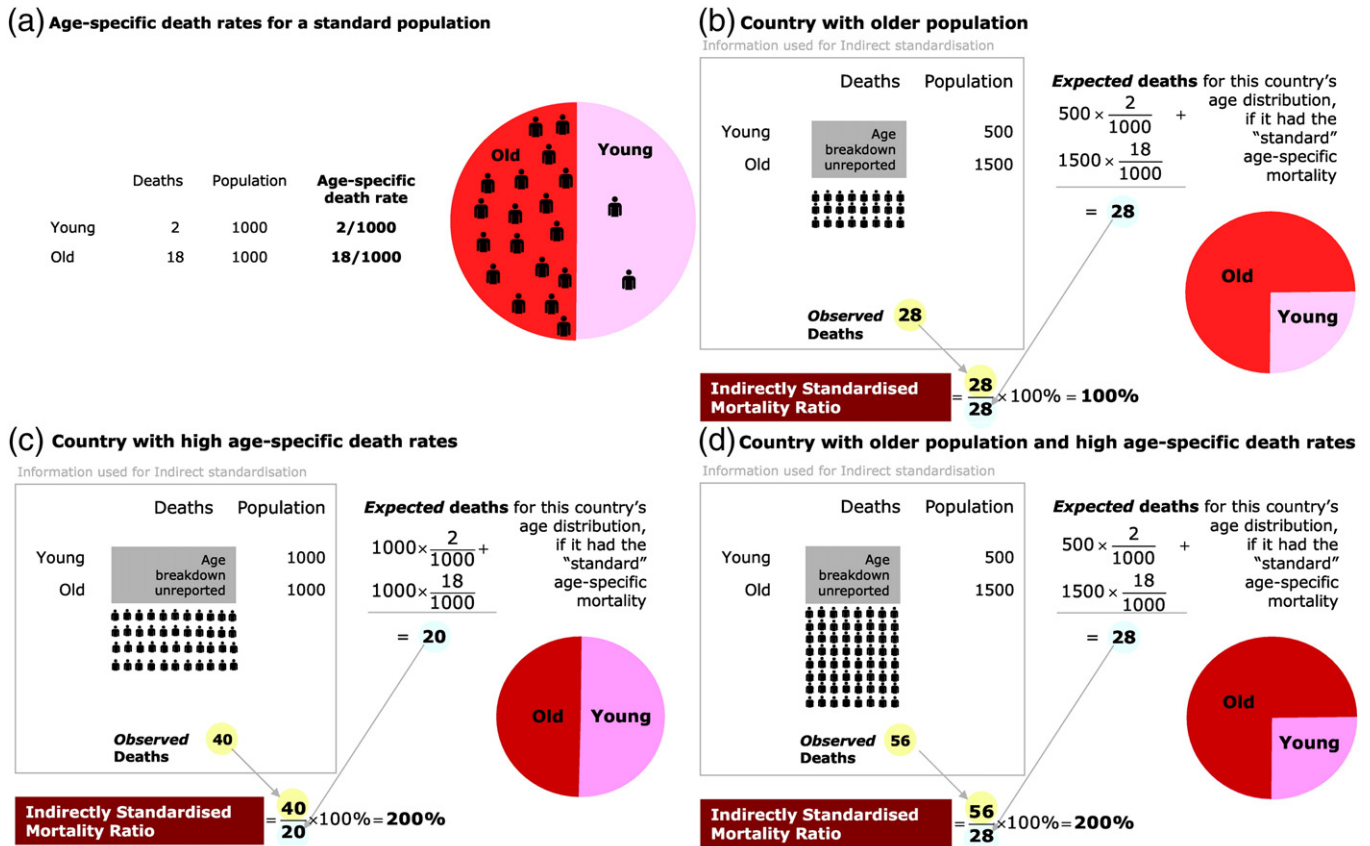 (a) Age-specific death rates for a standard population
Deaths Population Age-specific
death rate
Young 2 1000 2/1000
Old 18 1000 18/1000
Old Young
(b) Country with older population
Information used for Indirect standardisation
Deaths Population
Young 500
Old 1500
Age
breakdown
unreported
Observed 28
Deaths
Expected deaths for this country's
age distribution,
if it had the
"standard"
age-specific
mortality
500 × 2/1000 +
1500 × 18/1000
= 28
Old
Young
Indirectly Standardised
Mortality Ratio
= 28/28 ×100% = 100%
(c) Country with high age-specific death rates
Information used for Indirect standardisation
Deaths Population
Young 1000
Old 1000
Age
breakdown
unreported
Observed 40
Deaths
Expected deaths for this country's
age distribution,
if it had the
"standard"
age-specific
mortality
1000× 2/1000 +
1000× 18/1000
= 20
Old Young
Indirectly Standardised
Mortality Ratio
= 40/20 ×100% = 200%
(d) Country with older population and high age-specific death rates
Information used for Indirect standardisation
Deaths Population
Young 500
Old 1500
Age
breakdown
unreported
Observed 56
Deaths
Expected deaths for this country's
age distribution,
if it had the
"standard"
age-specific
mortality
500 × 2/1000 +
1500 × 18/1000
= 28
Old
Young
Indirectly Standardised
Mortality Ratio
= 56/28 ×100% = 200%